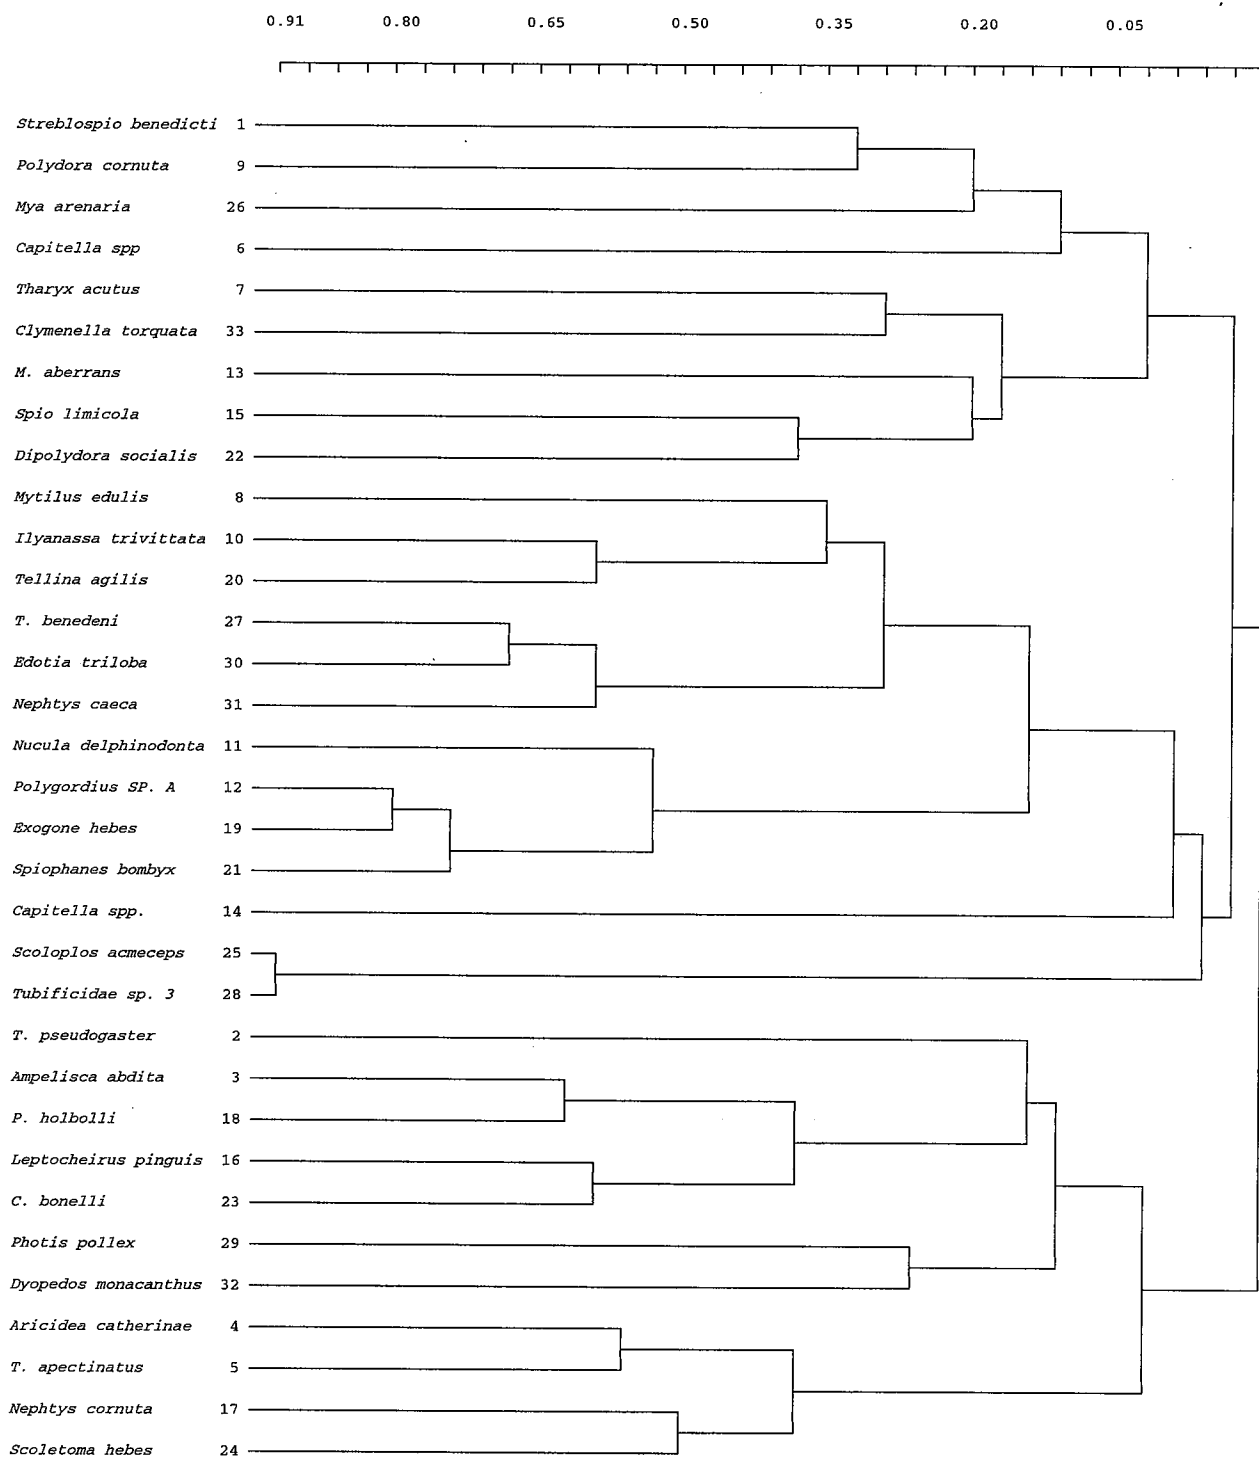 0.91 0.80 0.65 0.50 0.35 0.20 0.05
Streblospio benedicti 1
Polydora cornuta 9
Mya arenaria 26
Capitella spp 6
Tharyx acutus 7
Clymenella torquata 33
M. aberrans 13
Spio limicola 15
Dipolydora socialis 22
Mytilus edulis 8
Ilyanassa trivittata 10
Tellina agilis 20
T. benedeni 27
Edotia triloba 30
Nephtys caeca 31
Nucula delphinodonta 11
Polygordius SP. A 12
Exogone hebes 19
Spiophanes bombyx 21
Capitella spp. 14
Scoloplos acmeceps 25
Tubificidae sp. 3 28
T. pseudogaster 2
Ampelisca abdita 3
P. holbolli 18
Leptocheirus pinguis 16
C. bonelli 23
Photis pollex 29
Dyopedos monacanthus 32
Aricidea catherinae 4
T. apectinatus 5
Nephtys cornuta 17
Scoletoma hebes 24